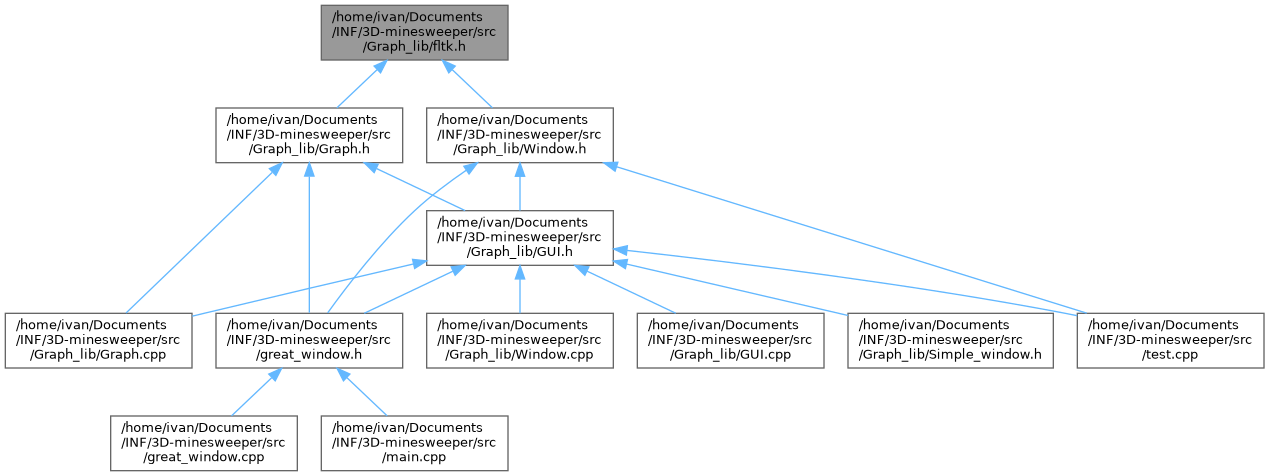 /home/ivan/Documents
/INF/3D-minesweeper/src
/Graph_lib/fltk.h
/home/ivan/Documents
/INF/3D-minesweeper/src
/Graph_lib/Graph.h
/home/ivan/Documents
/INF/3D-minesweeper/src
/Graph_lib/Window.h
/home/ivan/Documents
/INF/3D-minesweeper/src
/Graph_lib/GUI.h
/home/ivan/Documents
/INF/3D-minesweeper/src
/Graph_lib/Graph.cpp
/home/ivan/Documents
/INF/3D-minesweeper/src
/great_window.h
/home/ivan/Documents
/INF/3D-minesweeper/src
/Graph_lib/Window.cpp
/home/ivan/Documents
/INF/3D-minesweeper/src
/Graph_lib/GUI.cpp
/home/ivan/Documents
/INF/3D-minesweeper/src
/Graph_lib/Simple_window.h
/home/ivan/Documents
/INF/3D-minesweeper/src
/test.cpp
/home/ivan/Documents
/INF/3D-minesweeper/src
/great_window.cpp
/home/ivan/Documents
/INF/3D-minesweeper/src
/main.cpp